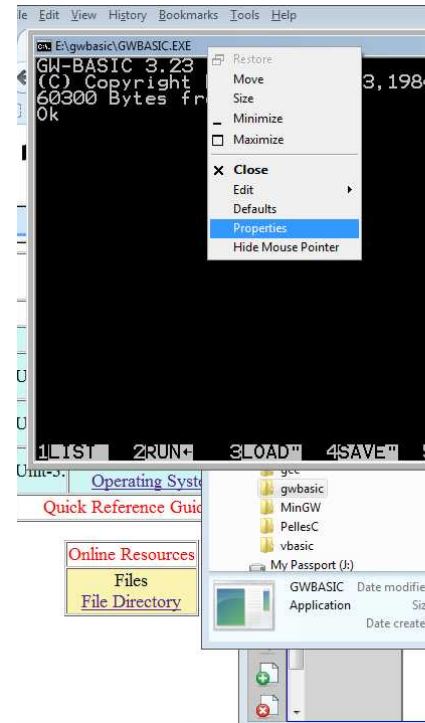 Edit View History Bookmarks Tools Help
E:\gwbasic\GWBASIC.EXE
GW-BASIC 3.23
(C) Copyright 3,1984
60300 Bytes fr
Ok
Restore
Move
Size
Minimize
Maximize
Close
Edit
Defaults
Properties
Hide Mouse Pointer
1LIST 2RUN← 3LOAD" 4SAVE"
Operating Syst
Quick Reference Guid
Online Resources
Files
File Directory
gwbasic
MinGW
PellesC
vbasic
My Passport (J:)
GWBASIC Date modifie
Application Siz
Date create